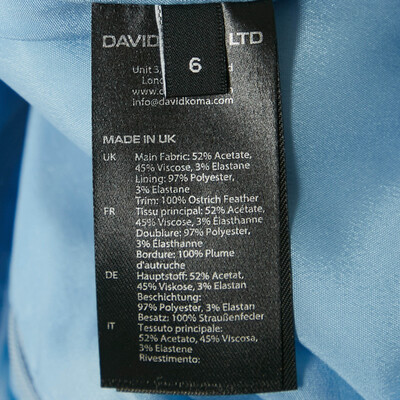 DAVID LTD
6
Unit 3,
Lond
www.d
info@davidkoma.com
MADE IN UK
UK Main Fabric: 52% Acetate,
45% Viscose, 3% Elastane
Lining: 97% Polyester,
3% Elastane
Trim: 100% Ostrich Feather
FR Tissu principal: 52% Acétate,
45% Viscose, 3% Élasthanne
Doublure: 97% Polyester,
3% Élasthanne
Bordure: 100% Plume
d'autruche
DE Hauptstoff: 52% Acetat,
45% Viskose, 3% Elastan
Beschichtung:
97% Polyester, 3% Elastan
Besatz: 100% Straußenfeder
IT Tessuto principale:
52% Acetato, 45% Viscosa,
3% Elastene
Rivestimento: